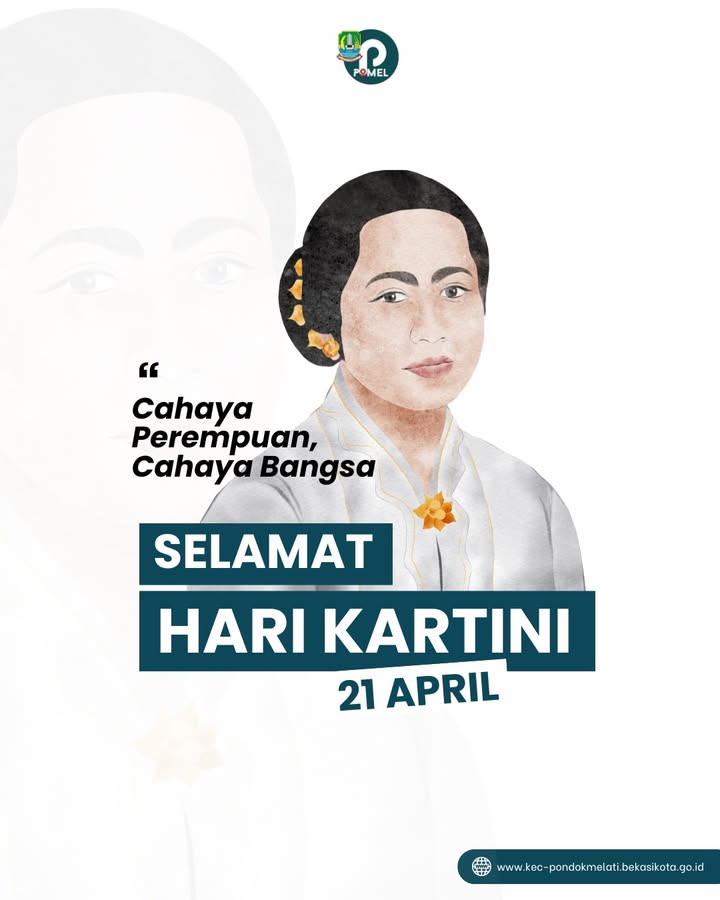 POMEL
“
Cahaya
Perempuan,
Cahaya Bangsa
SELAMAT
HARI KARTINI
21 APRIL
www.kec-pondokmelati.bekasikota.go.id